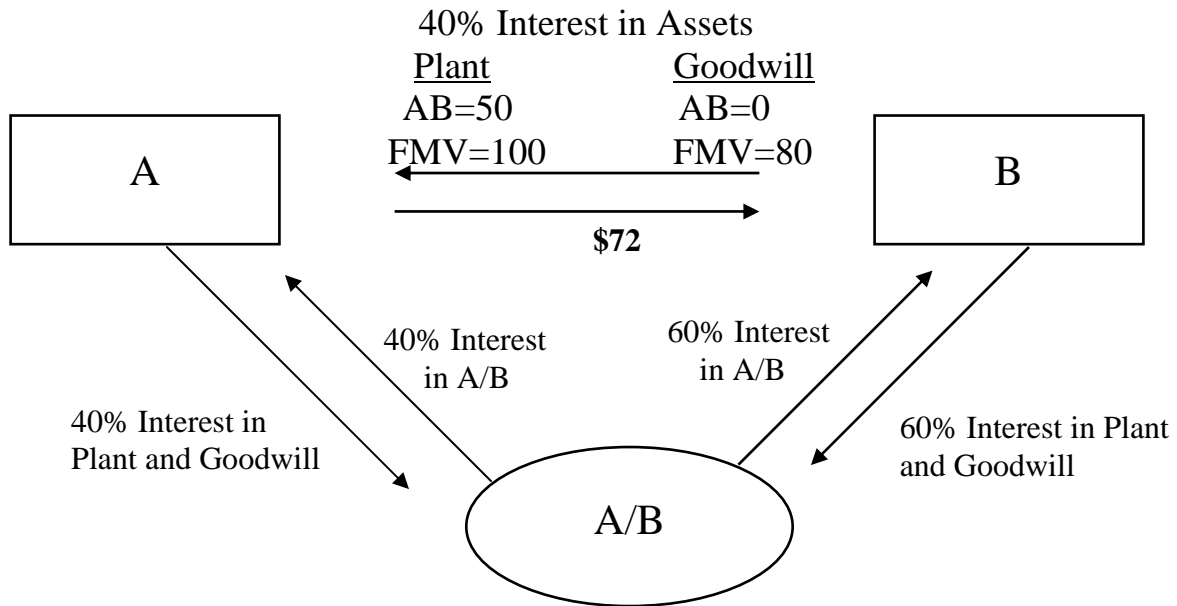 40% Interest in Assets
Plant Goodwill
AB=50 AB=0
FMV=100 FMV=80
A
B
$72
40% Interest
in A/B
60% Interest
in A/B
40% Interest in
Plant and Goodwill
60% Interest in Plant
and Goodwill
A/B